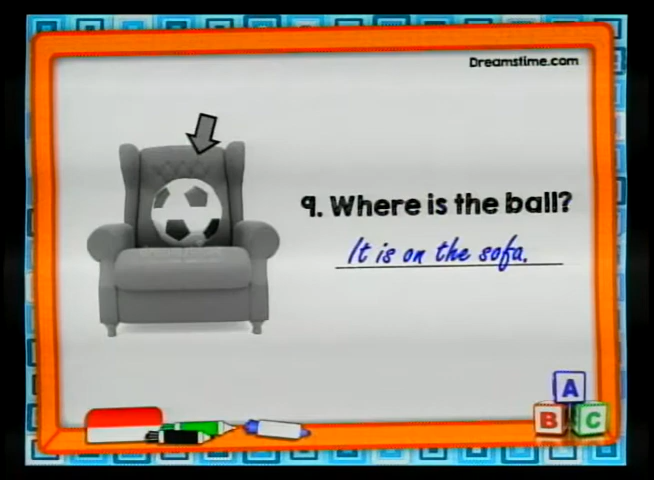 Dreamstime.com
9. Where is the ball?
It is on the sofa.
A
B C